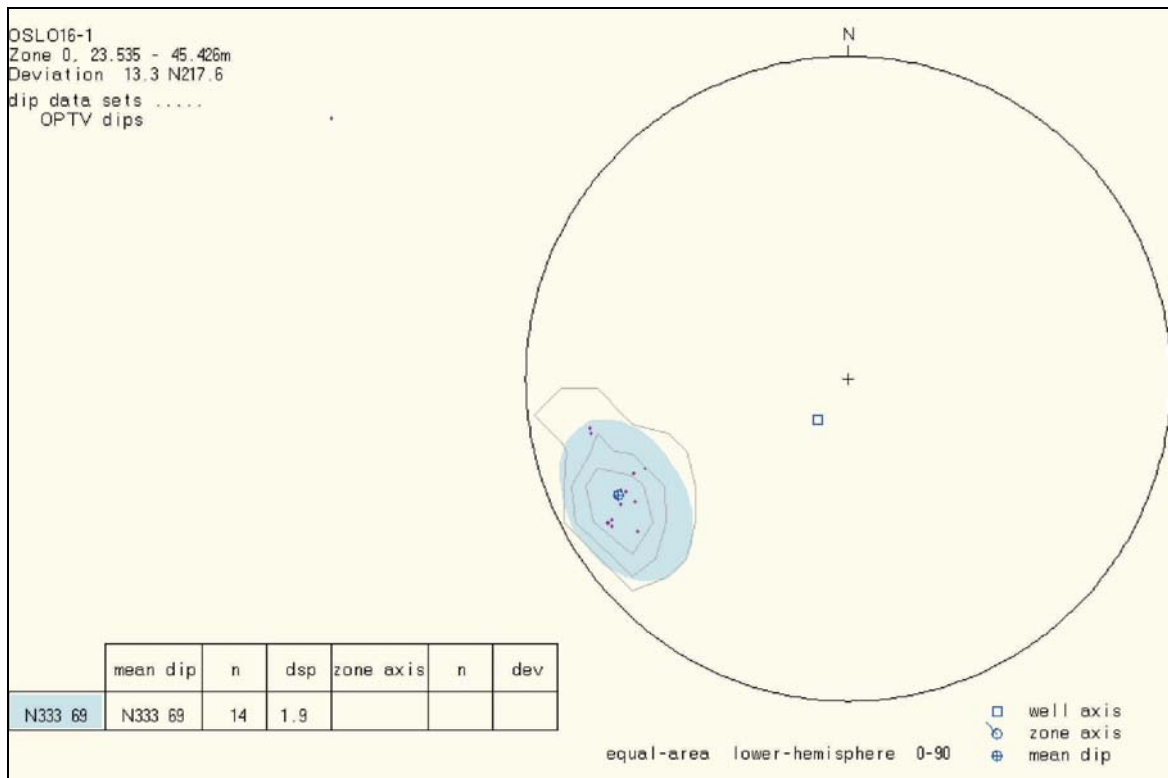 OSLO16-1
Zone 0, 23.535 - 45.426m
Deviation 13.3 N217.6
dip data sets .....
OPTV dips
N
mean dip n dsp zone axis n dev
N333 69 N333 69 14 1.9
well axis
zone axis
mean dip
equal-area lower-hemisphere 0-90